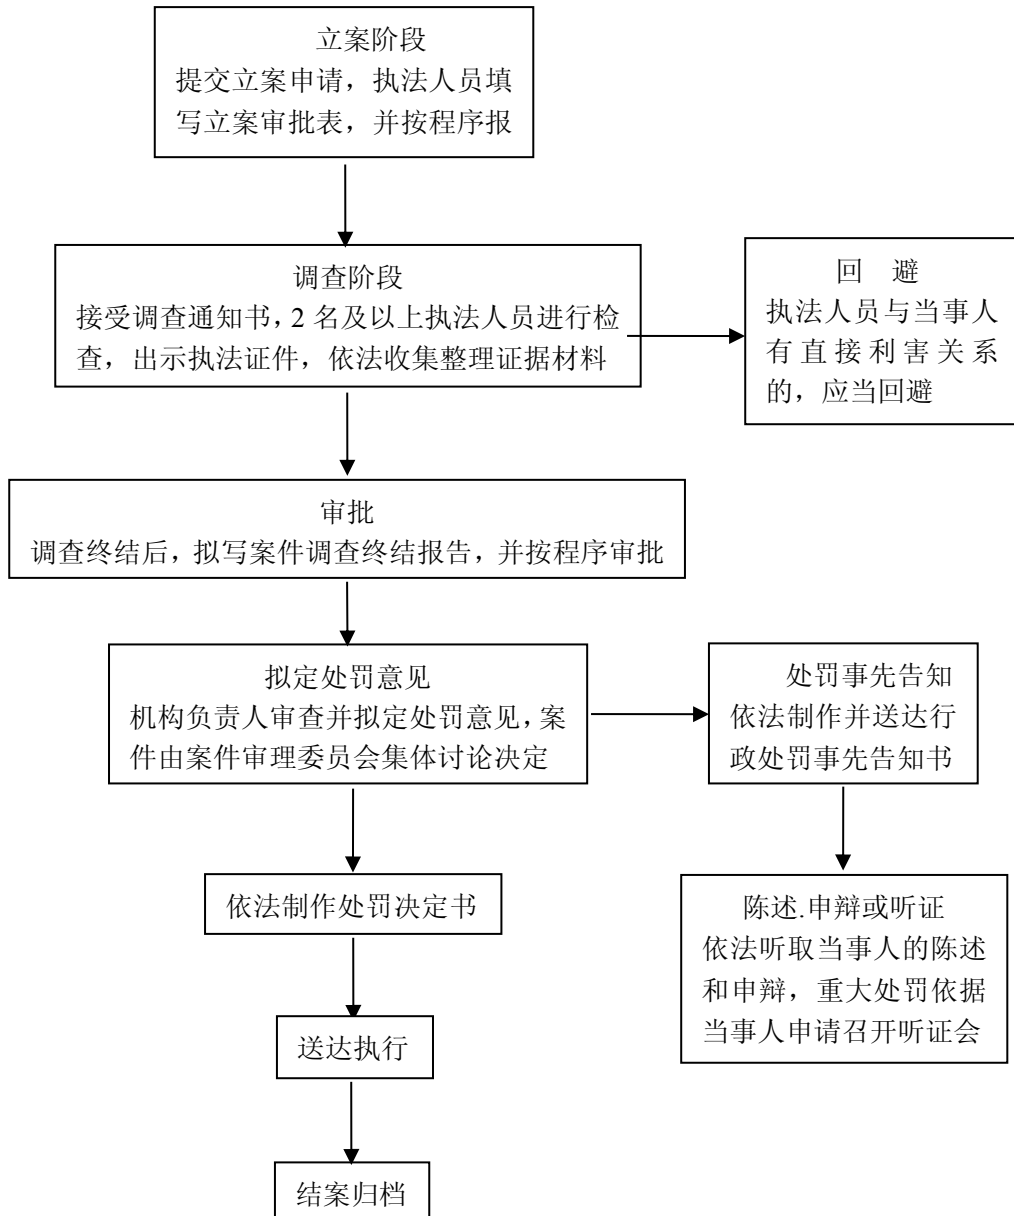 立案阶段
提交立案申请，执法人员填
写立案审批表，并按程序报
调查阶段
接受调查通知书，2 名及以上执法人员进行检
查，出示执法证件，依法收集整理证据材料
回 避
执法人员与当事人
有直接利害关系
的，应当回避
审批
调查终结后，拟写案件调查终结报告，并按程序审批
拟定处罚意见
机构负责人审查并拟定处罚意见，案
件由案件审理委员会集体讨论决定
处罚事先告知
依法制作并送达行
政处罚事先告知书
依法制作处罚决定书
陈述.申辩或听证
依法听取当事人的陈述
和申辩，重大处罚依据
当事人申请召开听证会
送达执行
结案归档